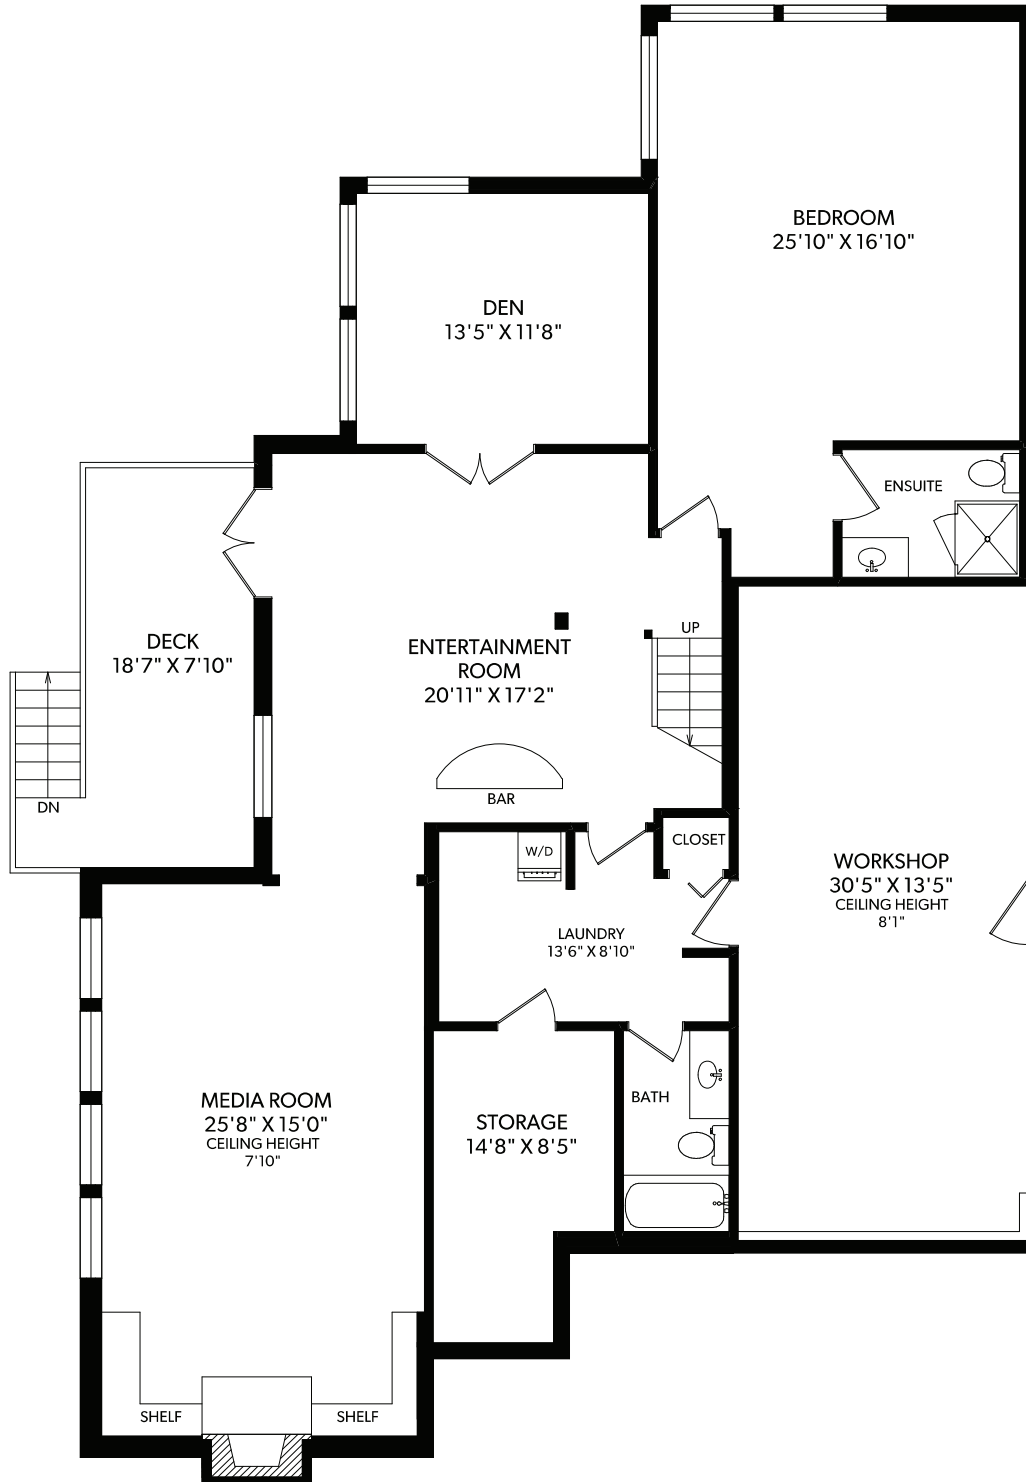 BEDROOM
25'10" X 16'10"
DEN
13'5" X 11'8"
ENSUITE
DECK
18'7" X 7'10"
ENTERTAINMENT
ROOM
20'11" X 17'2"
UP
DN
BAR
CLOSET
W/D
WORKSHOP
30'5" X 13'5"
CEILING HEIGHT
8'1"
LAUNDRY
13'6" X 8'10"
MEDIA ROOM
25'8" X 15'0"
CEILING HEIGHT
7'10"
BATH
STORAGE
14'8" X 8'5"
SHELF
SHELF